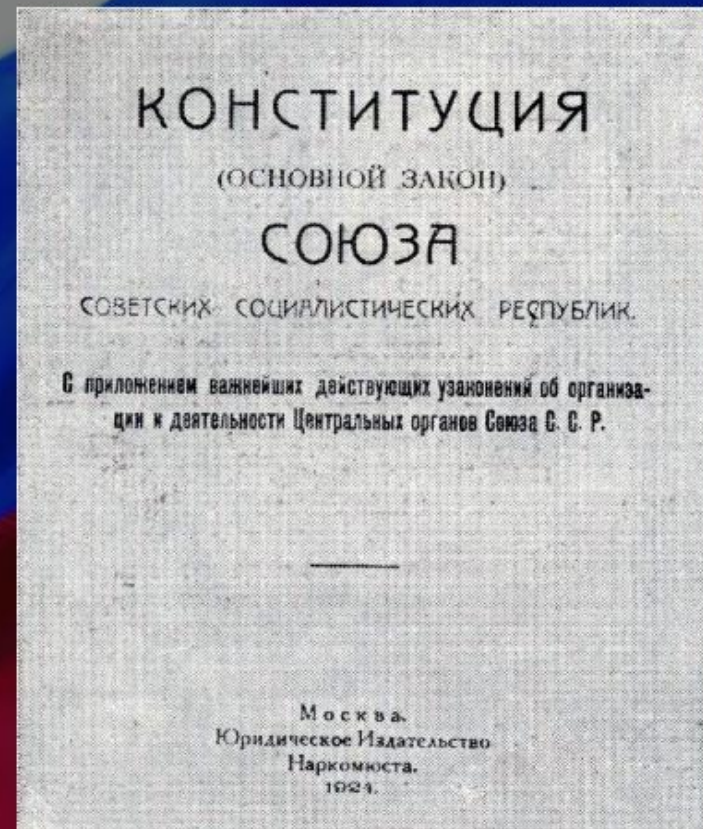 КОНСТИТУЦИЯ
(ОСНОВНОЙ ЗАКОН)
СОЮЗА
СОВЕТСКИХ СОЦИАЛИСТИЧЕСКИХ РЕСПУБЛИК.
С приложением важнейших действующих узаконений об организа-
ции и деятельности Центральных органов Союза С. С. Р.
Москва.
Юридическое Издательство
Наркомюста.
1924.